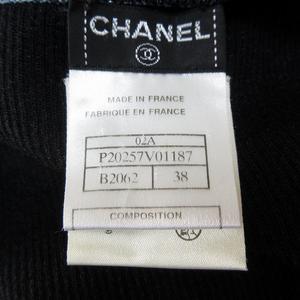 CHANEL
MADE IN FRANCE
FABRIQUE EN FRANCE
02A
P20257V01187
B2062 38
COMPOSITION